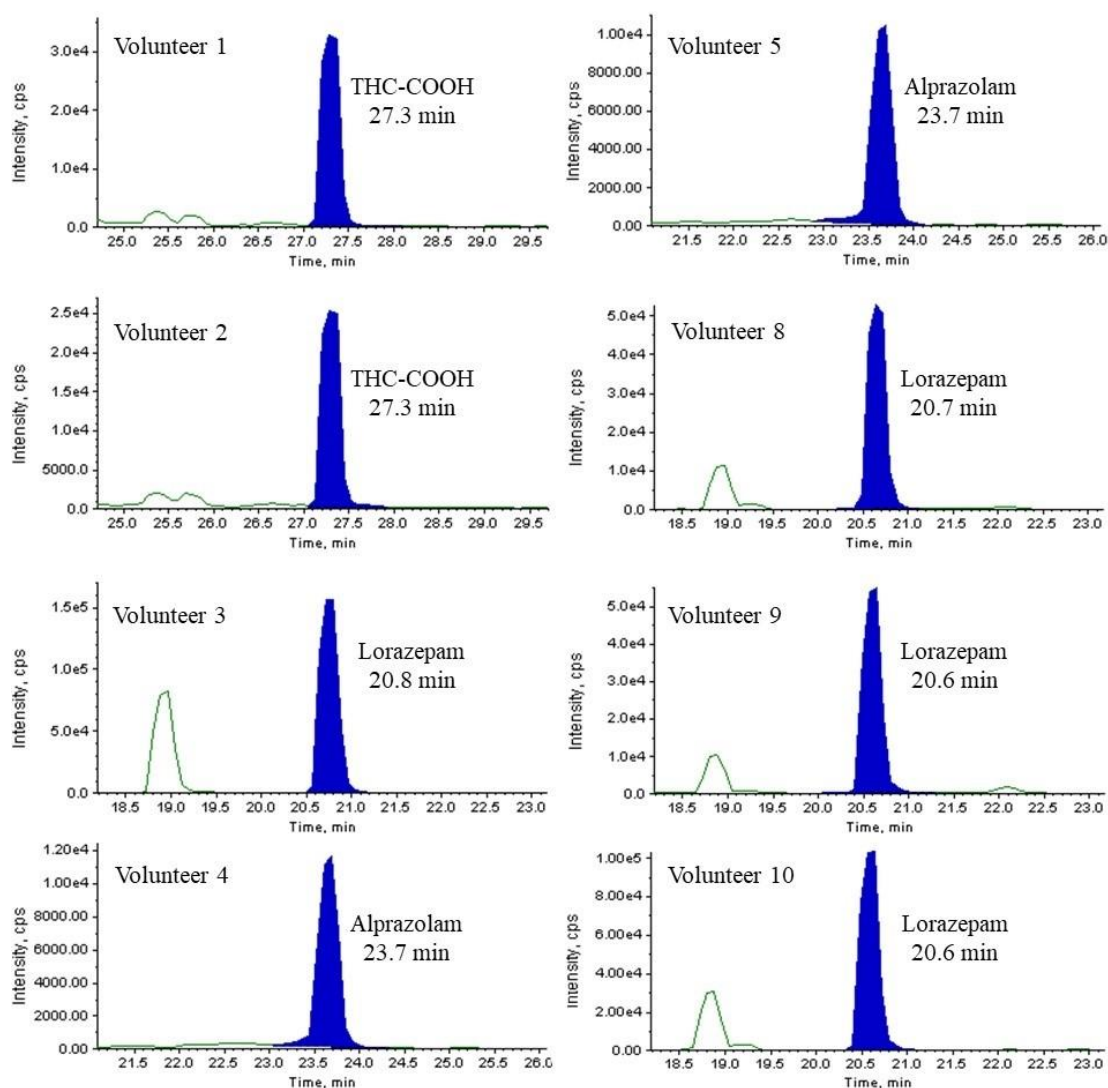 Volunteer 1
THC-COOH
27.3 min
Intensity, cps
3.0e4
2.0e4
1.0e4
0.0
25.0 25.5 26.0 26.5 27.0 27.5 28.0 28.5 29.0 29.5
Time, min
Volunteer 5
Alprazolam
23.7 min
Intensity, cps
1.0e4
8000.00
6000.00
4000.00
2000.00
0.00
21.5 22.0 22.5 23.0 23.5 24.0 24.5 25.0 25.5 26.0
Time, min
Volunteer 2
THC-COOH
27.3 min
Intensity, cps
2.5e4
2.0e4
1.5e4
1.0e4
5000.0
0.0
25.0 25.5 26.0 26.5 27.0 27.5 28.0 28.5 29.0 29.5
Time, min
Volunteer 8
Lorazepam
20.7 min
Intensity, cps
5.0e4
4.0e4
3.0e4
2.0e4
1.0e4
0.0
18.5 19.0 19.5 20.0 20.5 21.0 21.5 22.0 22.5 23.0
Time, min
Volunteer 3
Lorazepam
20.8 min
Intensity, cps
1.5e5
1.0e5
5.0e4
0.0
18.5 19.0 19.5 20.0 20.5 21.0 21.5 22.0 22.5 23.0
Time, min
Volunteer 9
Lorazepam
20.6 min
Intensity, cps
5.0e4
4.0e4
3.0e4
2.0e4
1.0e4
0.0
18.5 19.0 19.5 20.0 20.5 21.0 21.5 22.0 22.5 23.0
Time, min
Volunteer 4
Alprazolam
23.7 min
Intensity, cps
1.20e4
1.00e4
8000.00
6000.00
4000.00
2000.00
0.00
21.5 22.0 22.5 23.0 23.5 24.0 24.5 25.0 25.5 26.0
Time, min
Volunteer 10
Lorazepam
20.6 min
Intensity, cps
1.00e5
8.00e4
6.00e4
4.00e4
2.00e4
0.00
18.5 19.0 19.5 20.0 20.5 21.0 21.5 22.0 22.5 23.0
Time, min